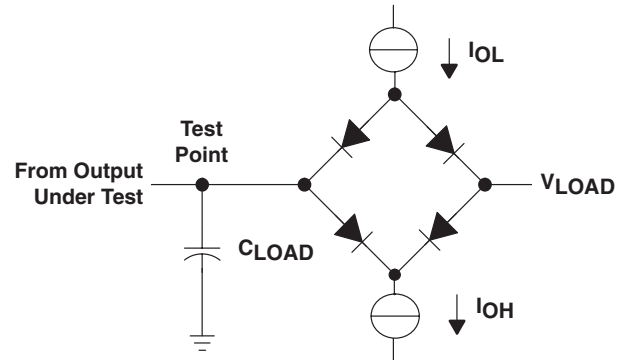 IOL
Test
Point
From Output
Under Test
VLOAD
CLOAD
IOH